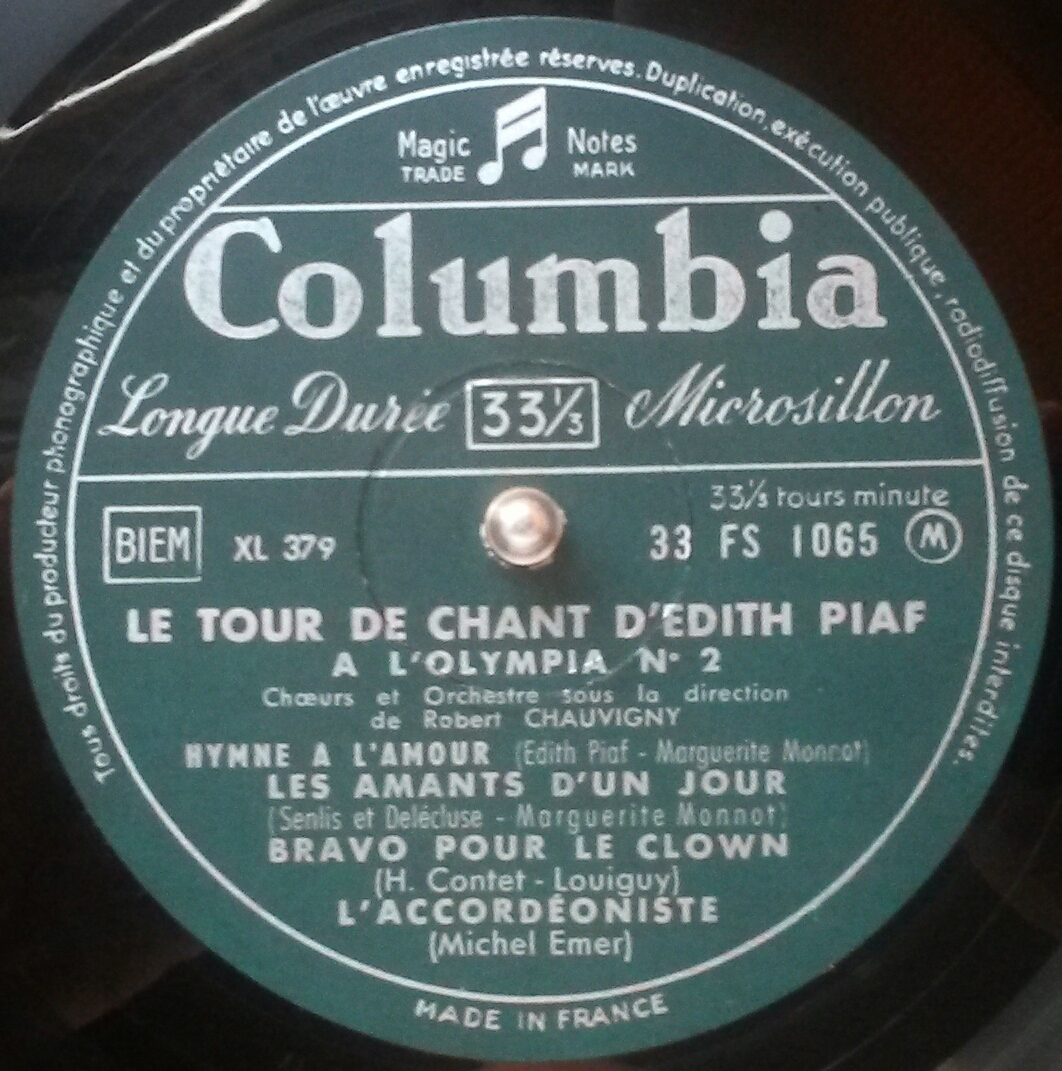 Tous droits du producteur phonographique et du propriétaire de l'œuvre enregistrée réservés. Duplication, exécution publique, radiodiffusion de ce disque interdites.
Magic Notes
TRADE MARK
Columbia
Longue Durée 33⅓ Microsillon
33⅓ tours minute
BIEM XL 379 33 FS 1065 M
LE TOUR DE CHANT D'EDITH PIAF
A L'OLYMPIA N° 2
Chœurs et Orchestre sous la direction
de Robert CHAUVIGNY
HYMNE A L'AMOUR (Edith Piaf - Marguerite Monnot)
LES AMANTS D'UN JOUR
(Senlis et Delécluse - Marguerite Monnot)
BRAVO POUR LE CLOWN
(H. Contet - Louiguy)
L'ACCORDÉONISTE
(Michel Emer)
MADE IN FRANCE